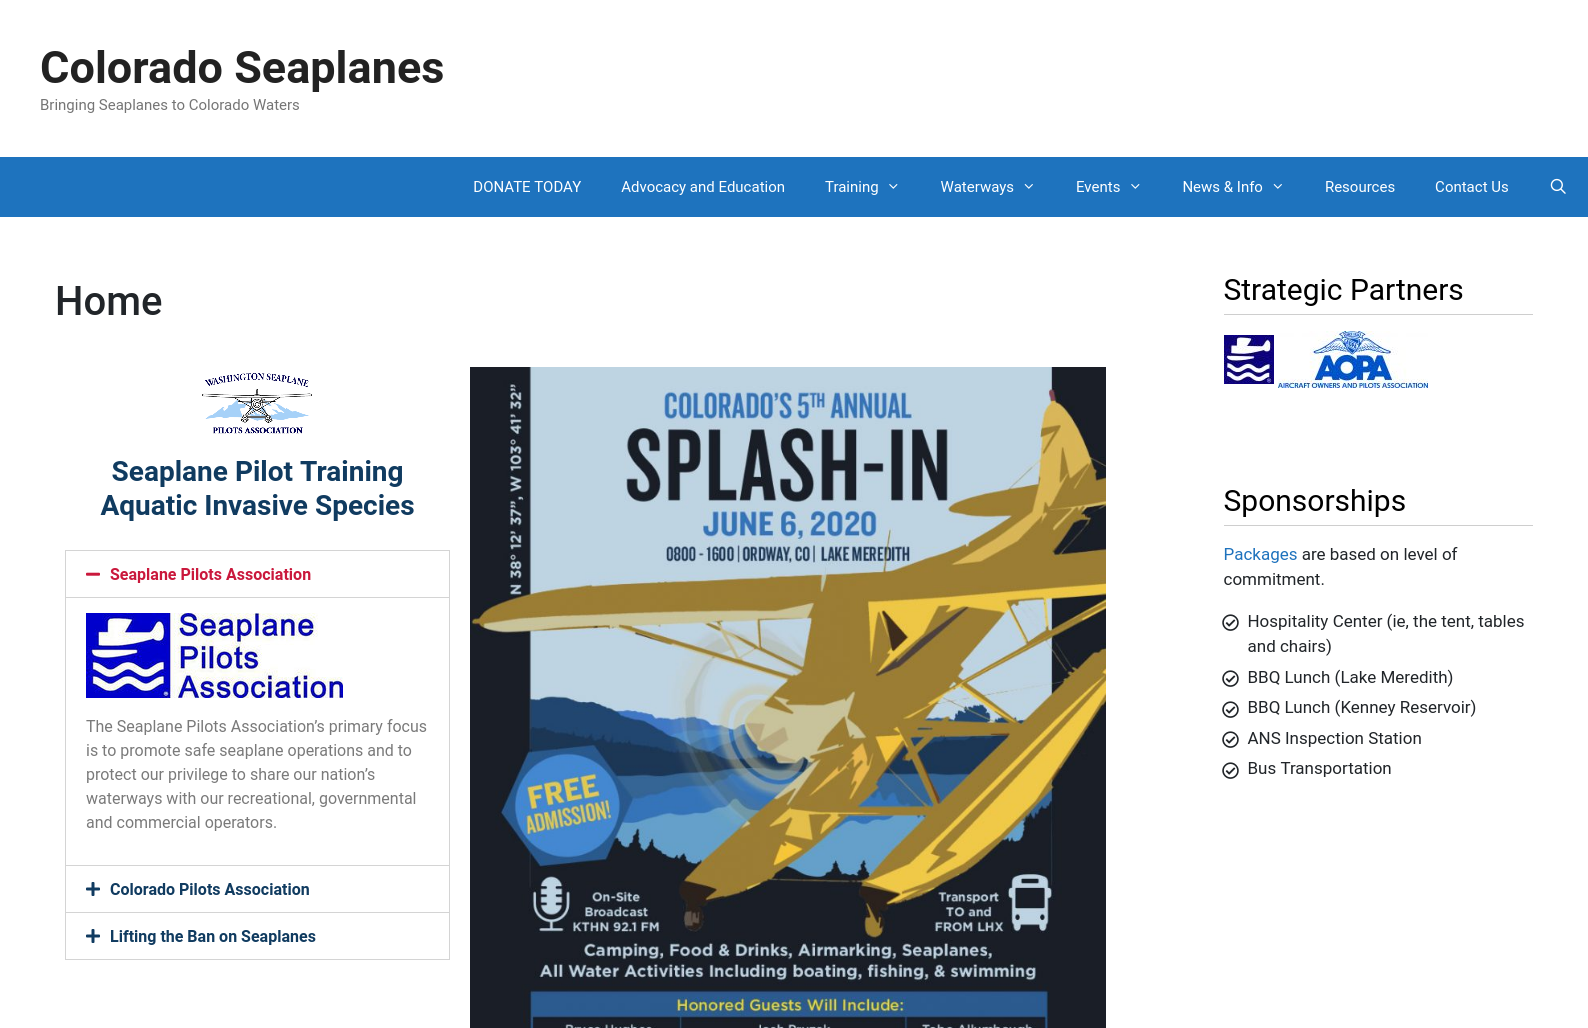 Colorado Seaplanes
Bringing Seaplanes to Colorado Waters
DONATE TODAY
Advocacy and Education
Training
Waterways
Events
News & Info
Resources
Contact Us
Home
WASHINGTON SEAPLANE
PILOTS ASSOCIATION
Seaplane Pilot Training
Aquatic Invasive Species
Seaplane Pilots Association
Seaplane
Pilots
Association
The Seaplane Pilots Association’s primary focus
is to promote safe seaplane operations and to
protect our privilege to share our nation’s
waterways with our recreational, governmental
and commercial operators.
Colorado Pilots Association
Lifting the Ban on Seaplanes
N 38° 12' 37", W 103° 41' 32"
COLORADO'S 5TH ANNUAL
SPLASH-IN
JUNE 6, 2020
0800 - 1600 | ORDWAY, CO | LAKE MEREDITH
FREE
ADMISSION!
On-Site
Broadcast
KTHN 92.1 FM
Transport
TO and
FROM LHX
Camping, Food & Drinks, Airmarking, Seaplanes,
All Water Activities Including boating, fishing, & swimming
Honored Guests Will Include:
Strategic Partners
AOPA
AIRCRAFT OWNERS AND PILOTS ASSOCIATION
Sponsorships
Packages are based on level of
commitment.
Hospitality Center (ie, the tent, tables
and chairs)
BBQ Lunch (Lake Meredith)
BBQ Lunch (Kenney Reservoir)
ANS Inspection Station
Bus Transportation